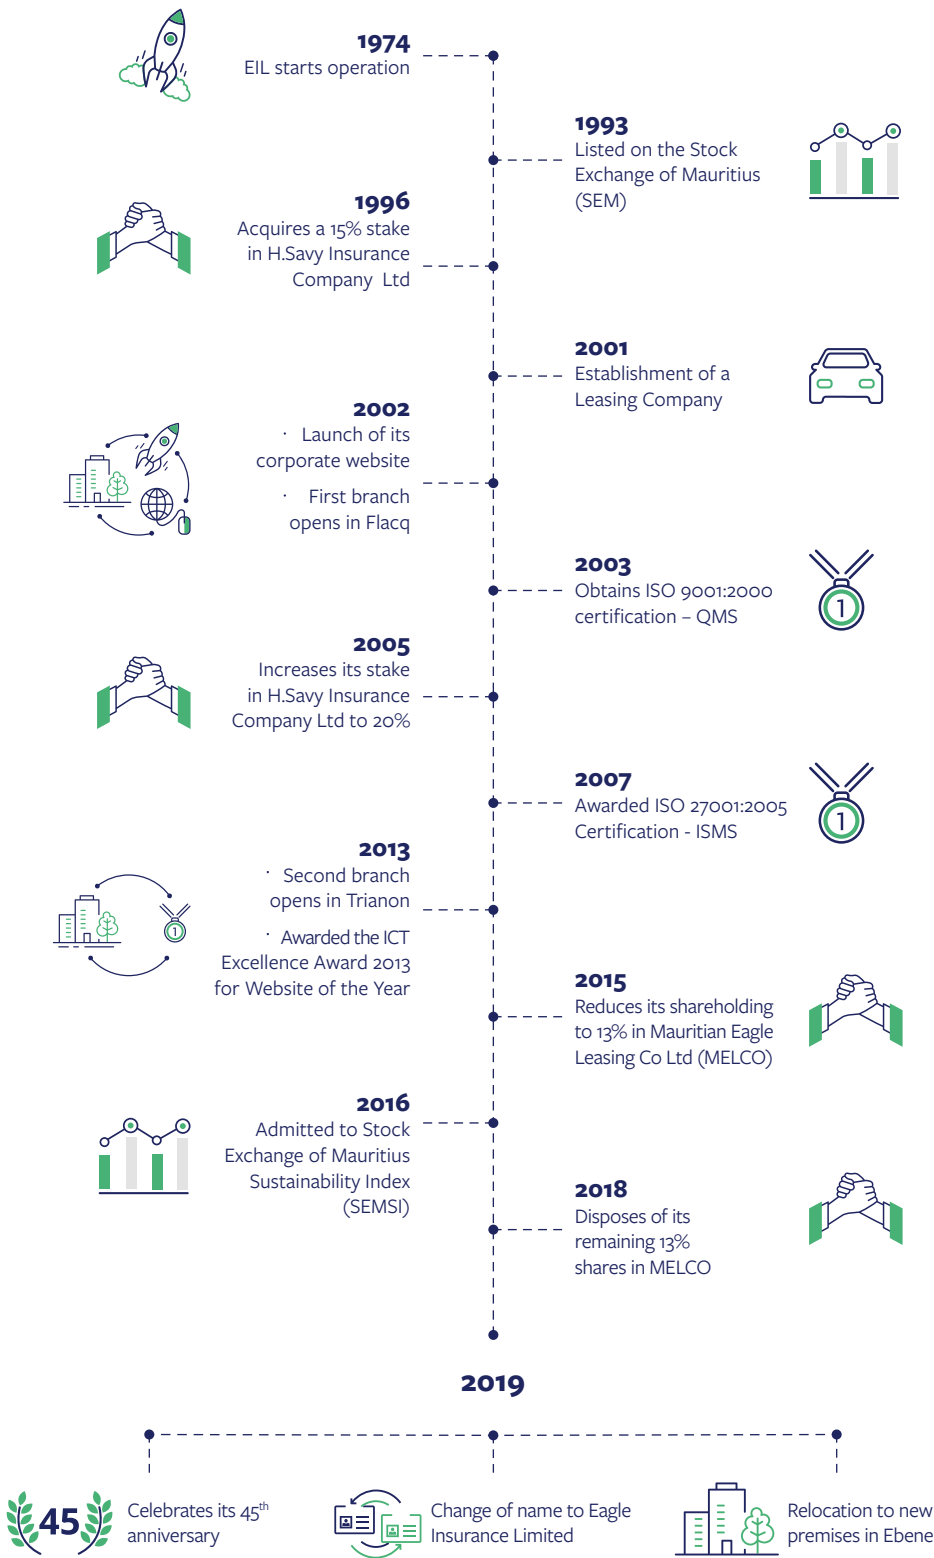 1974
EIL starts operation
1993
Listed on the Stock
Exchange of Mauritius
(SEM)
1996
Acquires a 15% stake
in H.Savy Insurance
Company Ltd
2001
Establishment of a
Leasing Company
2002
· Launch of its
corporate website
· First branch
opens in Flacq
2003
Obtains ISO 9001:2000
certification – QMS
1
2005
Increases its stake
in H.Savy Insurance
Company Ltd to 20%
2007
Awarded ISO 27001:2005
Certification - ISMS
1
2013
· Second branch
opens in Trianon
· Awarded the ICT
Excellence Award 2013
for Website of the Year
1
2015
Reduces its shareholding
to 13% in Mauritian Eagle
Leasing Co Ltd (MELCO)
2016
Admitted to Stock
Exchange of Mauritius
Sustainability Index
(SEMSI)
2018
Disposes of its
remaining 13%
shares in MELCO
2019
45
Celebrates its 45th
anniversary
Change of name to Eagle
Insurance Limited
Relocation to new
premises in Ebene